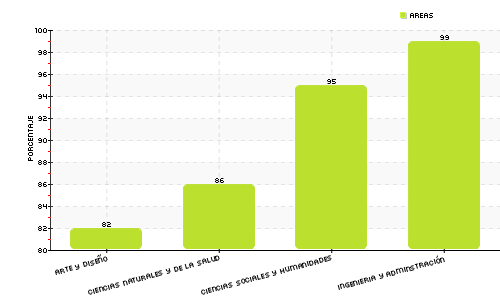 AREAS
PORCENTAJE
100
98
96
94
92
90
88
86
84
82
80
82
86
95
99
ARTE Y DISEÑO
CIENCIAS NATURALES Y DE LA SALUD
CIENCIAS SOCIALES Y HUMANIDADES
INGENIERIA Y ADMINSTRACIÓN